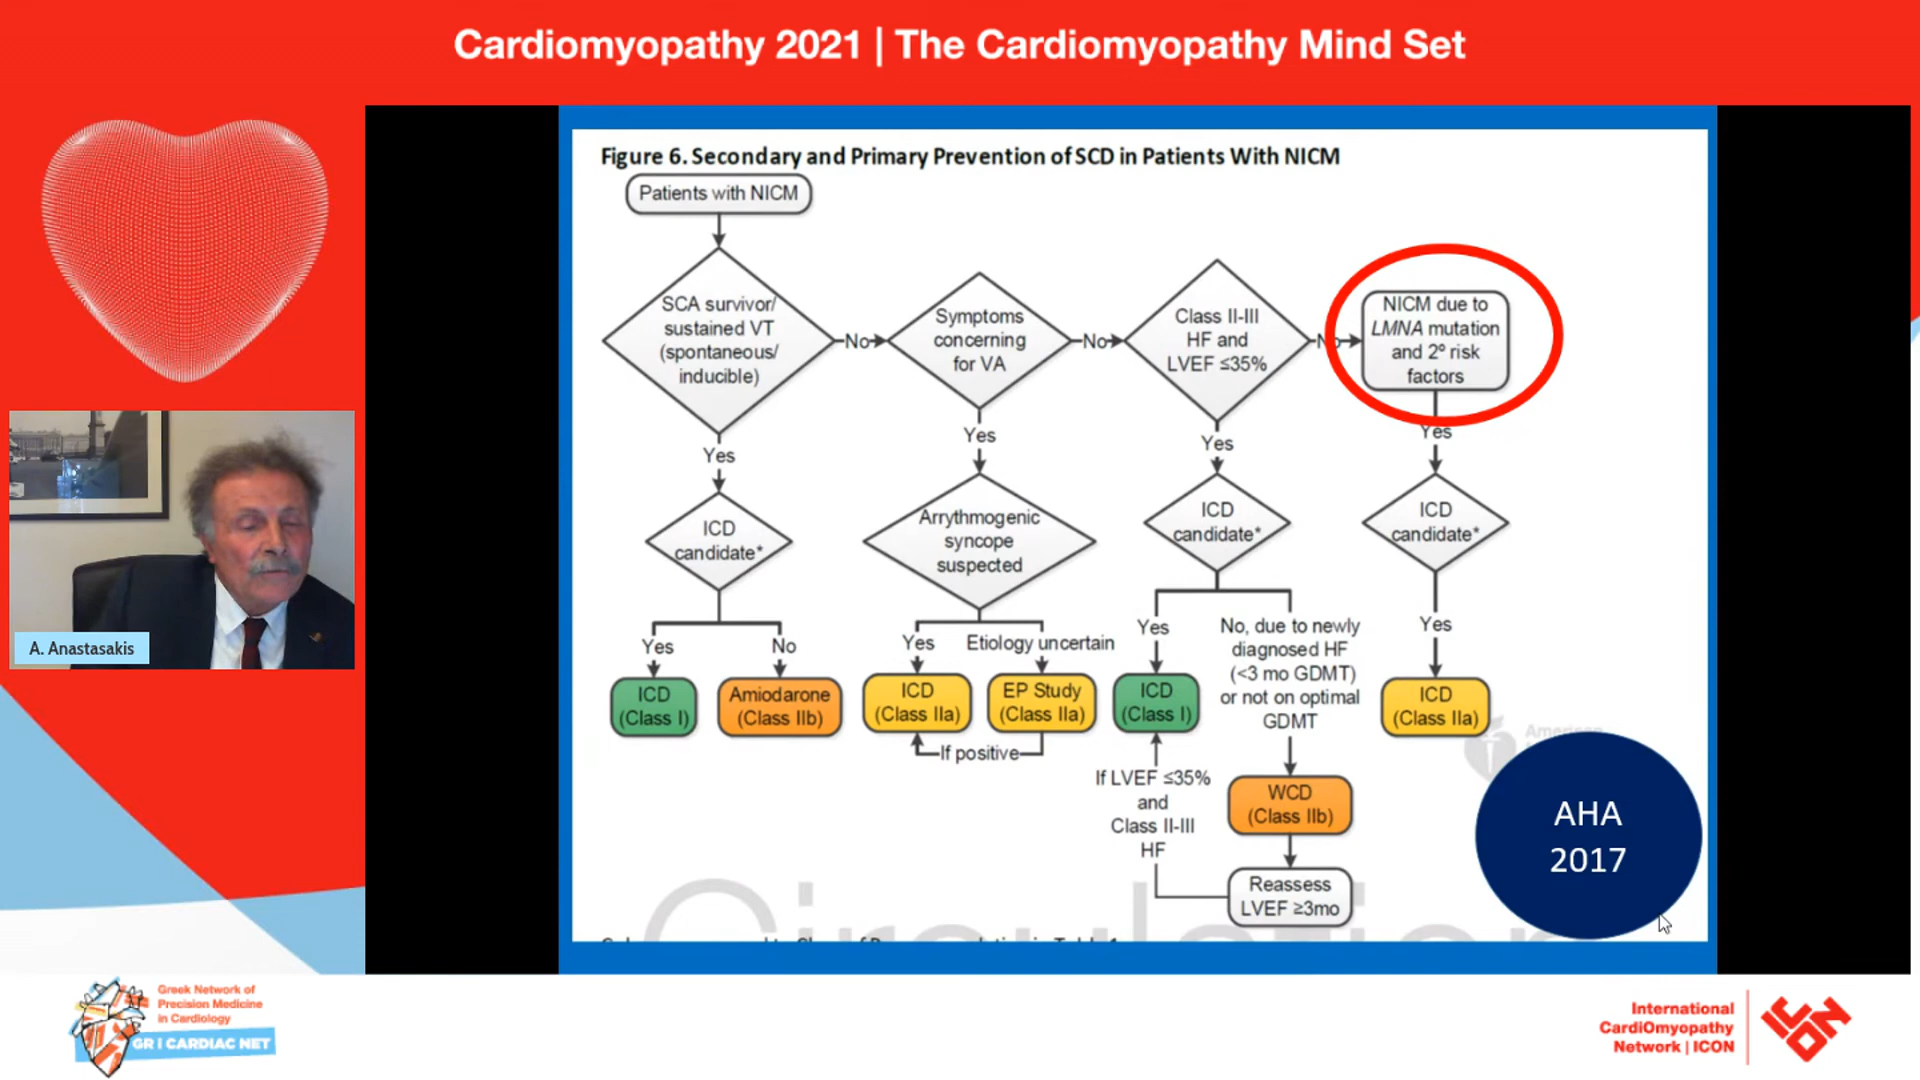 Cardiomyopathy 2021 | The Cardiomyopathy Mind Set
Figure 6. Secondary and Primary Prevention of SCD in Patients With NICM
Patients with NICM
SCA survivor/
sustained VT
(spontaneous/
inducible)
No
Symptoms
concerning
for VA
No
Class II-III
HF and
LVEF ≤35%
No
NICM due to
LMNA mutation
and 2º risk
factors
Yes
Yes
Yes
Yes
ICD
candidate*
Arrythmogenic
syncope
suspected
ICD
candidate*
ICD
candidate*
Yes
No
Yes
Etiology uncertain
Yes
No, due to newly
diagnosed HF
(<3 mo GDMT)
or not on optimal
GDMT
Yes
ICD
(Class I)
Amiodarone
(Class IIb)
ICD
(Class IIa)
EP Study
(Class IIa)
If positive
ICD
(Class I)
ICD
(Class IIa)
If LVEF ≤35%
and
Class II-III
HF
WCD
(Class IIb)
Reassess
LVEF ≥3mo
American
AHA
2017
Circulation
A. Anastasakis
Greek Network of
Precision Medicine
in Cardiology
GR I CARDIAC NET
International
CardiOmyopathy
Network | ICON
ICON